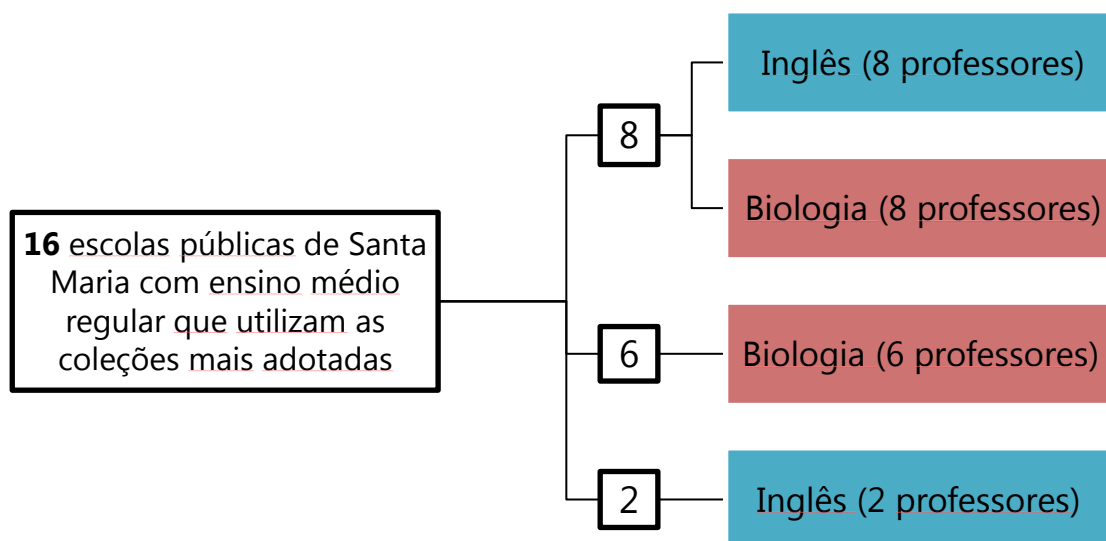 16 escolas públicas de Santa
Maria com ensino médio
regular que utilizam as
coleções mais adotadas
8
Inglês (8 professores)
Biologia (8 professores)
6
Biologia (6 professores)
2
Inglês (2 professores)